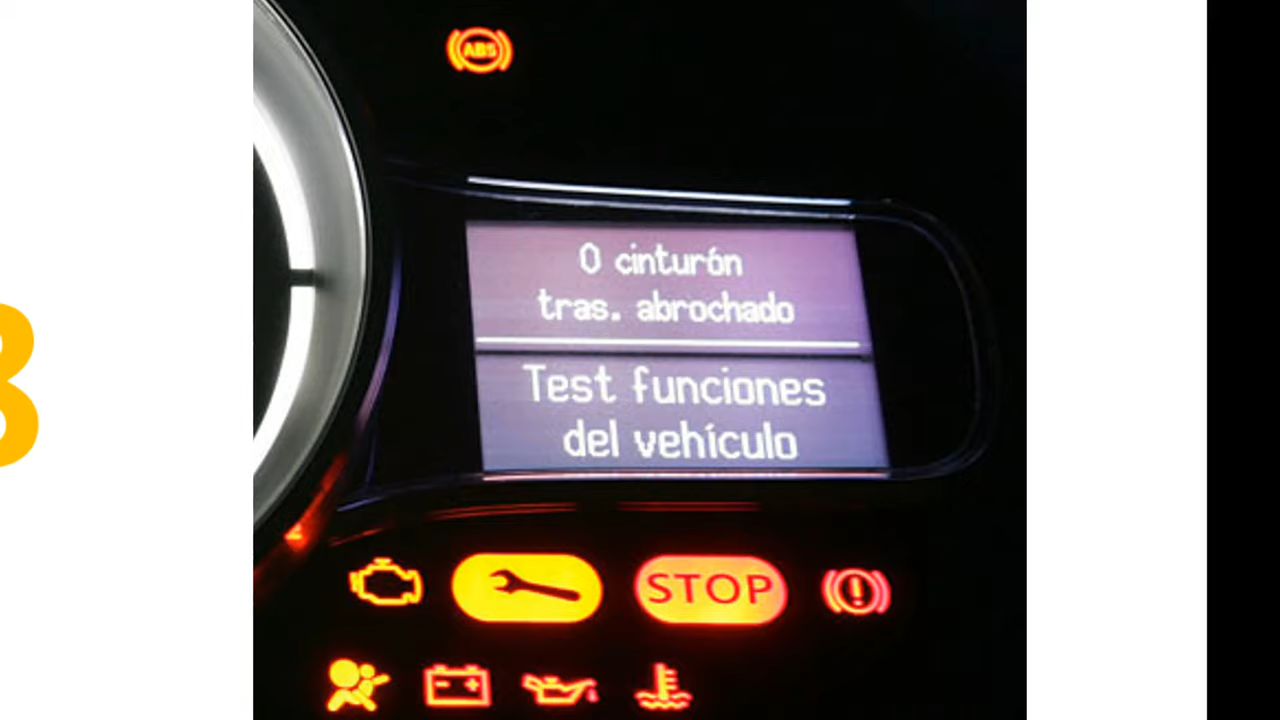 ABS
0 cinturón
tras. abrochado
Test funciones
del vehículo
STOP